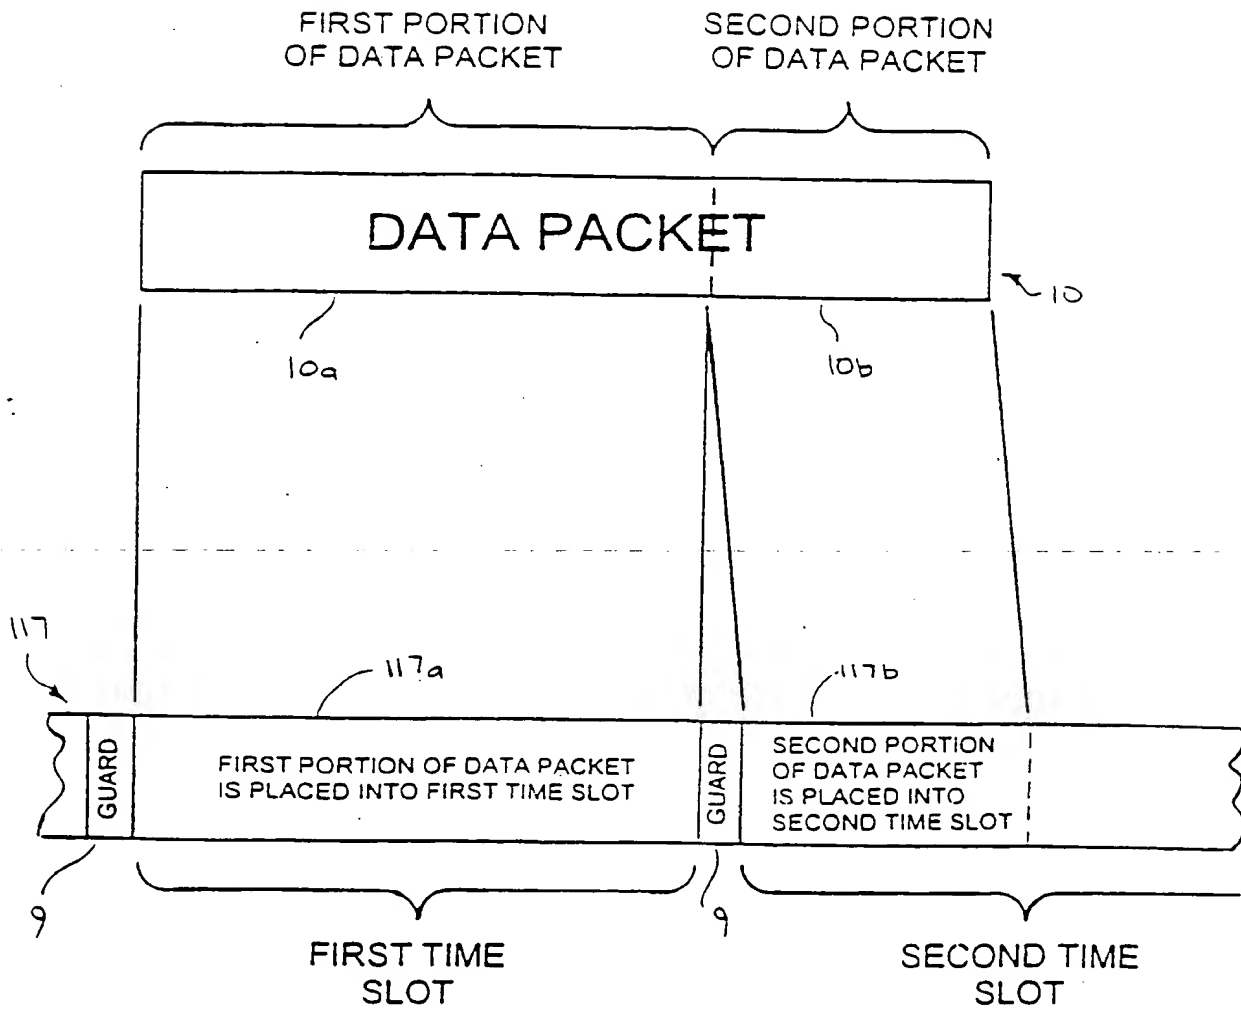 FIRST PORTION
OF DATA PACKET
SECOND PORTION
OF DATA PACKET
DATA PACKET
10
10a
10b
117
117a
117b
GUARD
FIRST PORTION OF DATA PACKET
IS PLACED INTO FIRST TIME SLOT
GUARD
SECOND PORTION
OF DATA PACKET
IS PLACED INTO
SECOND TIME SLOT
9
9
FIRST TIME
SLOT
SECOND TIME
SLOT